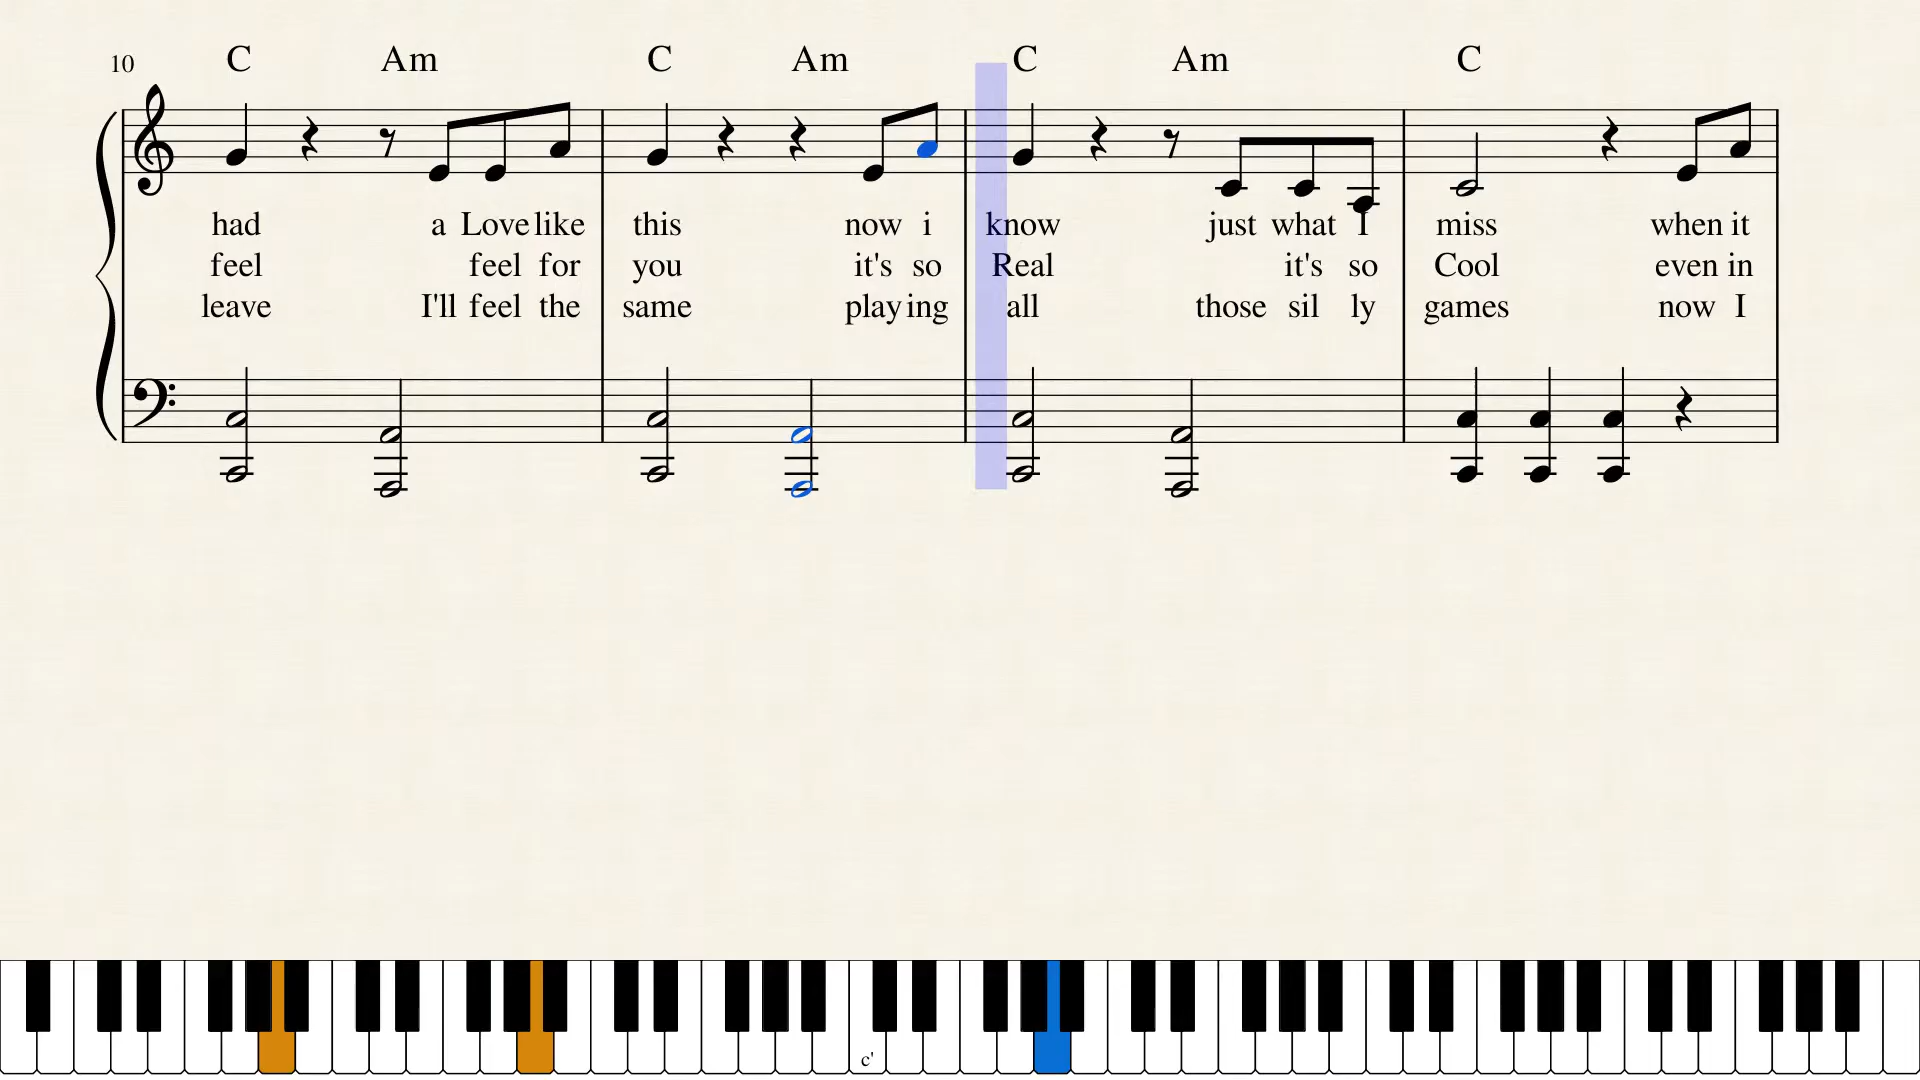 C Am C Am C Am C
10
had a Love like this now i know just what I miss when it
feel feel for you it's so Real it's so Cool even in
leave I'll feel the same play ing all those sil ly games now I
c'